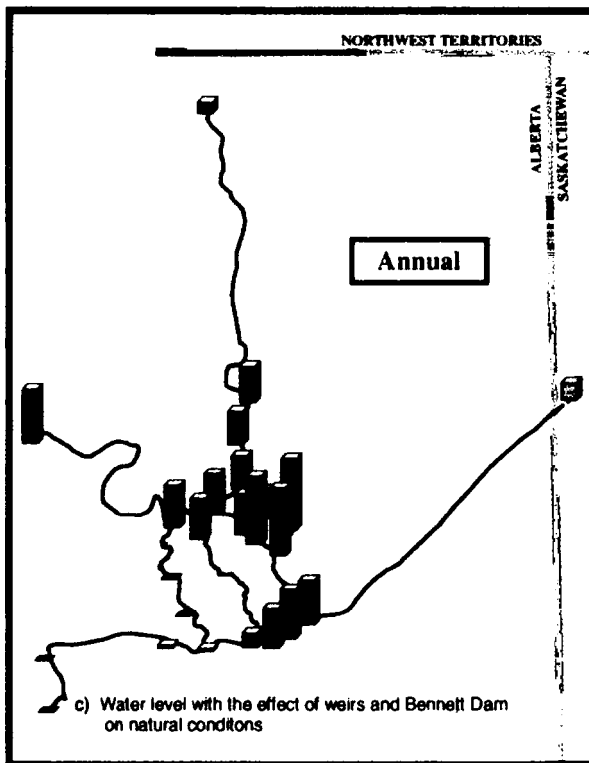 NORTHWEST TERRITORIES
ALBERTA
SASKATCHEWAN
Annual
c) Water level with the effect of weirs and Bennett Dam
on natural conditons